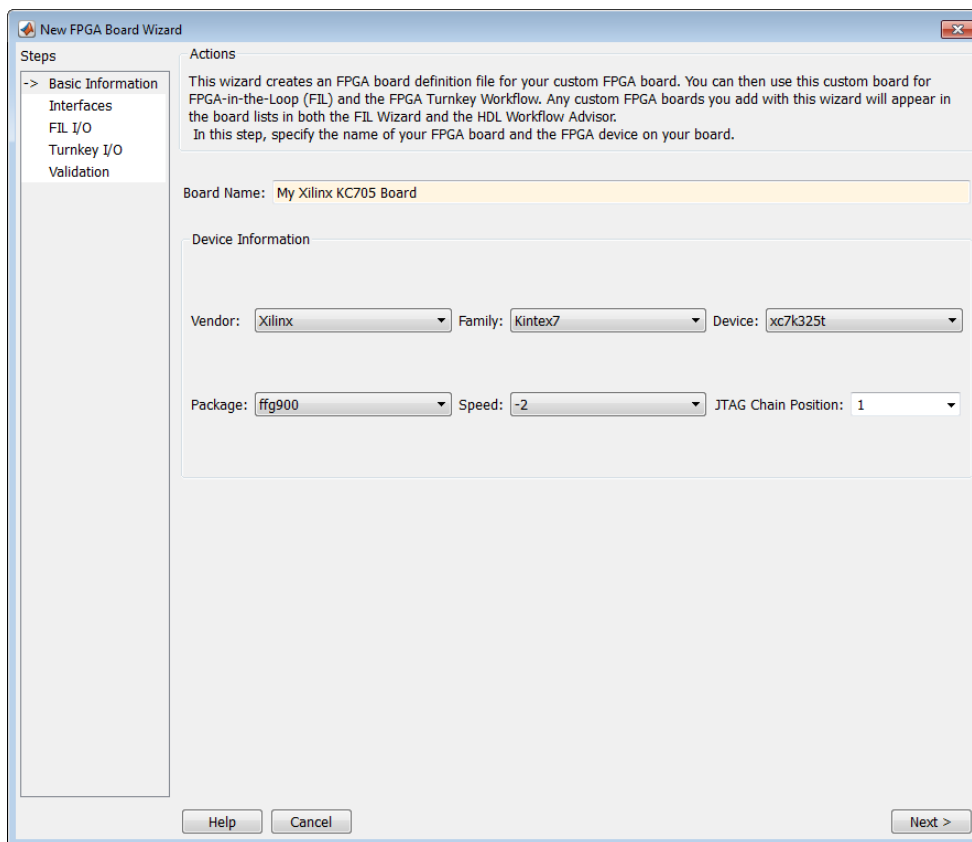 New FPGA Board Wizard
Steps
-> Basic Information
Interfaces
FIL I/O
Turnkey I/O
Validation
Actions
This wizard creates an FPGA board definition file for your custom FPGA board. You can then use this custom board for
FPGA-in-the-Loop (FIL) and the FPGA Turnkey Workflow. Any custom FPGA boards you add with this wizard will appear in
the board lists in both the FIL Wizard and the HDL Workflow Advisor.
In this step, specify the name of your FPGA board and the FPGA device on your board.
Board Name: My Xilinx KC705 Board
Device Information
Vendor: Xilinx Family: Kintex7 Device: xc7k325t
Package: ffg900 Speed: -2 JTAG Chain Position: 1
Help Cancel Next >